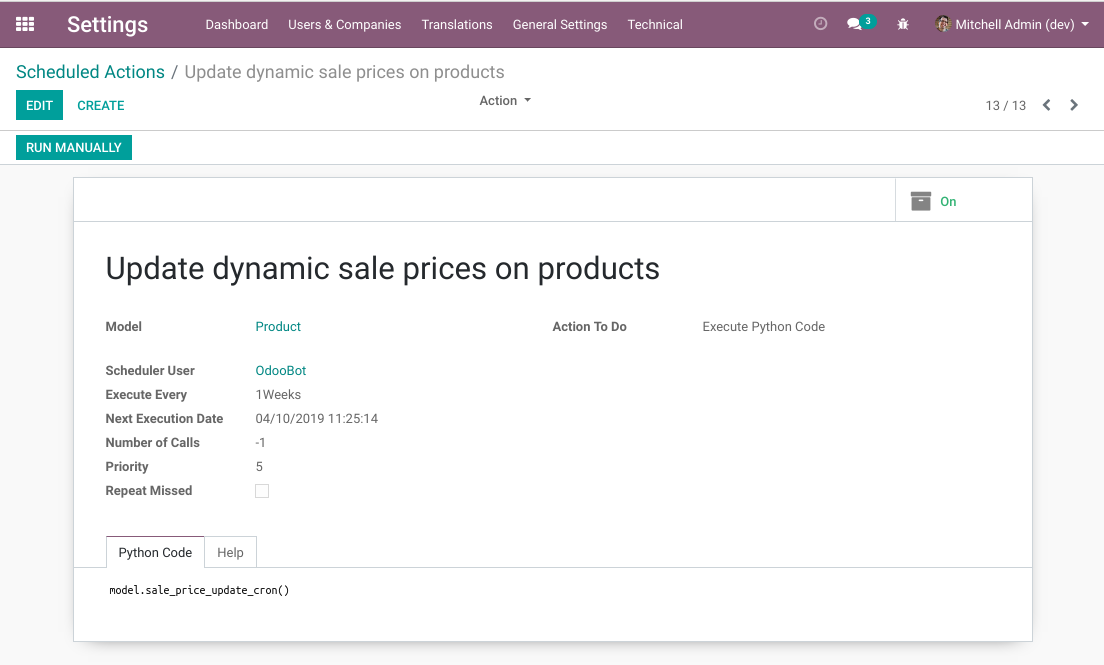 Settings Dashboard Users & Companies Translations General Settings Technical 3 Mitchell Admin (dev)
Scheduled Actions / Update dynamic sale prices on products
EDIT CREATE Action 13 / 13
RUN MANUALLY
On
Update dynamic sale prices on products
Model Product Action To Do Execute Python Code
Scheduler User OdooBot
Execute Every 1Weeks
Next Execution Date 04/10/2019 11:25:14
Number of Calls -1
Priority 5
Repeat Missed
Python Code Help
model.sale_price_update_cron()